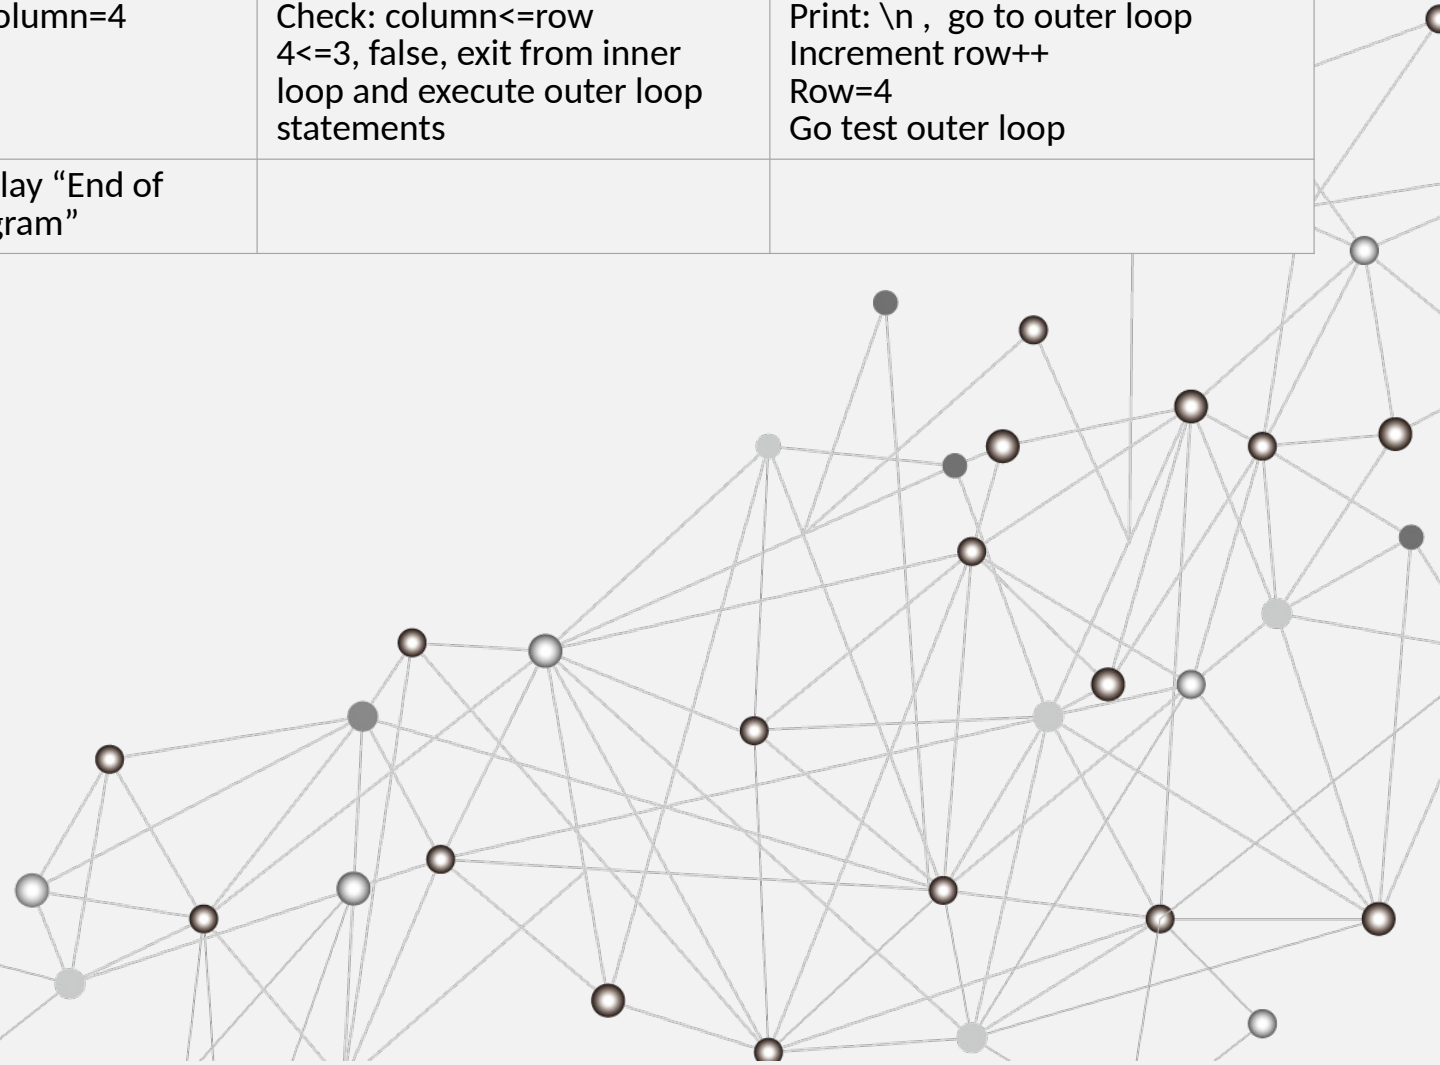 olumn=4
Check: column<=row
4<=3, false, exit from inner
loop and execute outer loop
statements
Print: \n ,  go to outer loop
Increment row++
Row=4
Go test outer loop
lay “End of
gram”